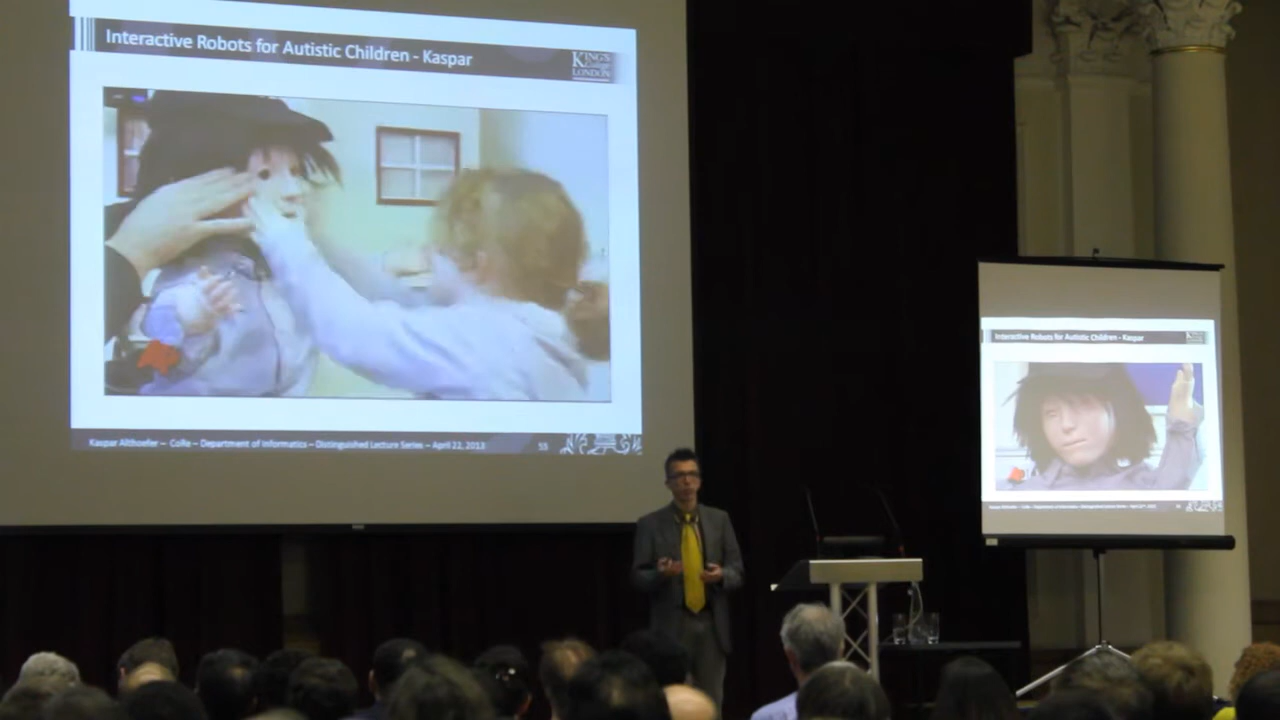 Interactive Robots for Autistic Children - Kaspar
KING'S
College
LONDON
Kaspar Althoefer – CoRe – Department of Informatics – Distinguished Lecture Series – April 22, 2013
55
Interactive Robots for Autistic Children - Kaspar